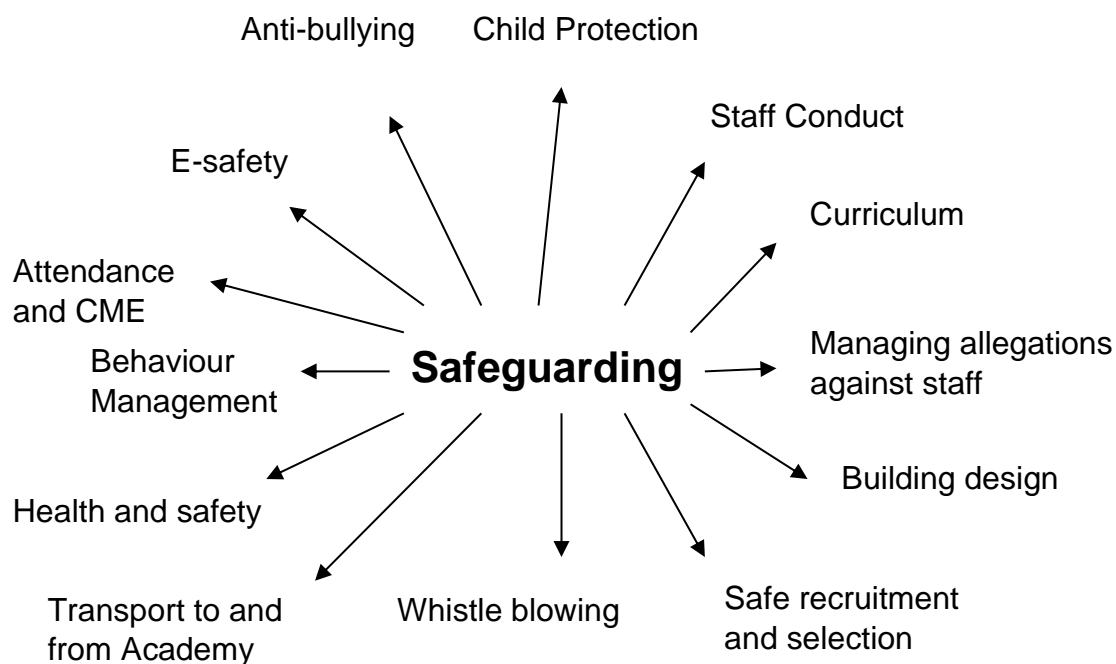 Anti-bullying
Child Protection
Staff Conduct
E-safety
Curriculum
Attendance
and CME
Managing allegations
against staff
Behaviour
Management
Safeguarding
Building design
Health and safety
Transport to and
from Academy
Whistle blowing
Safe recruitment
and selection